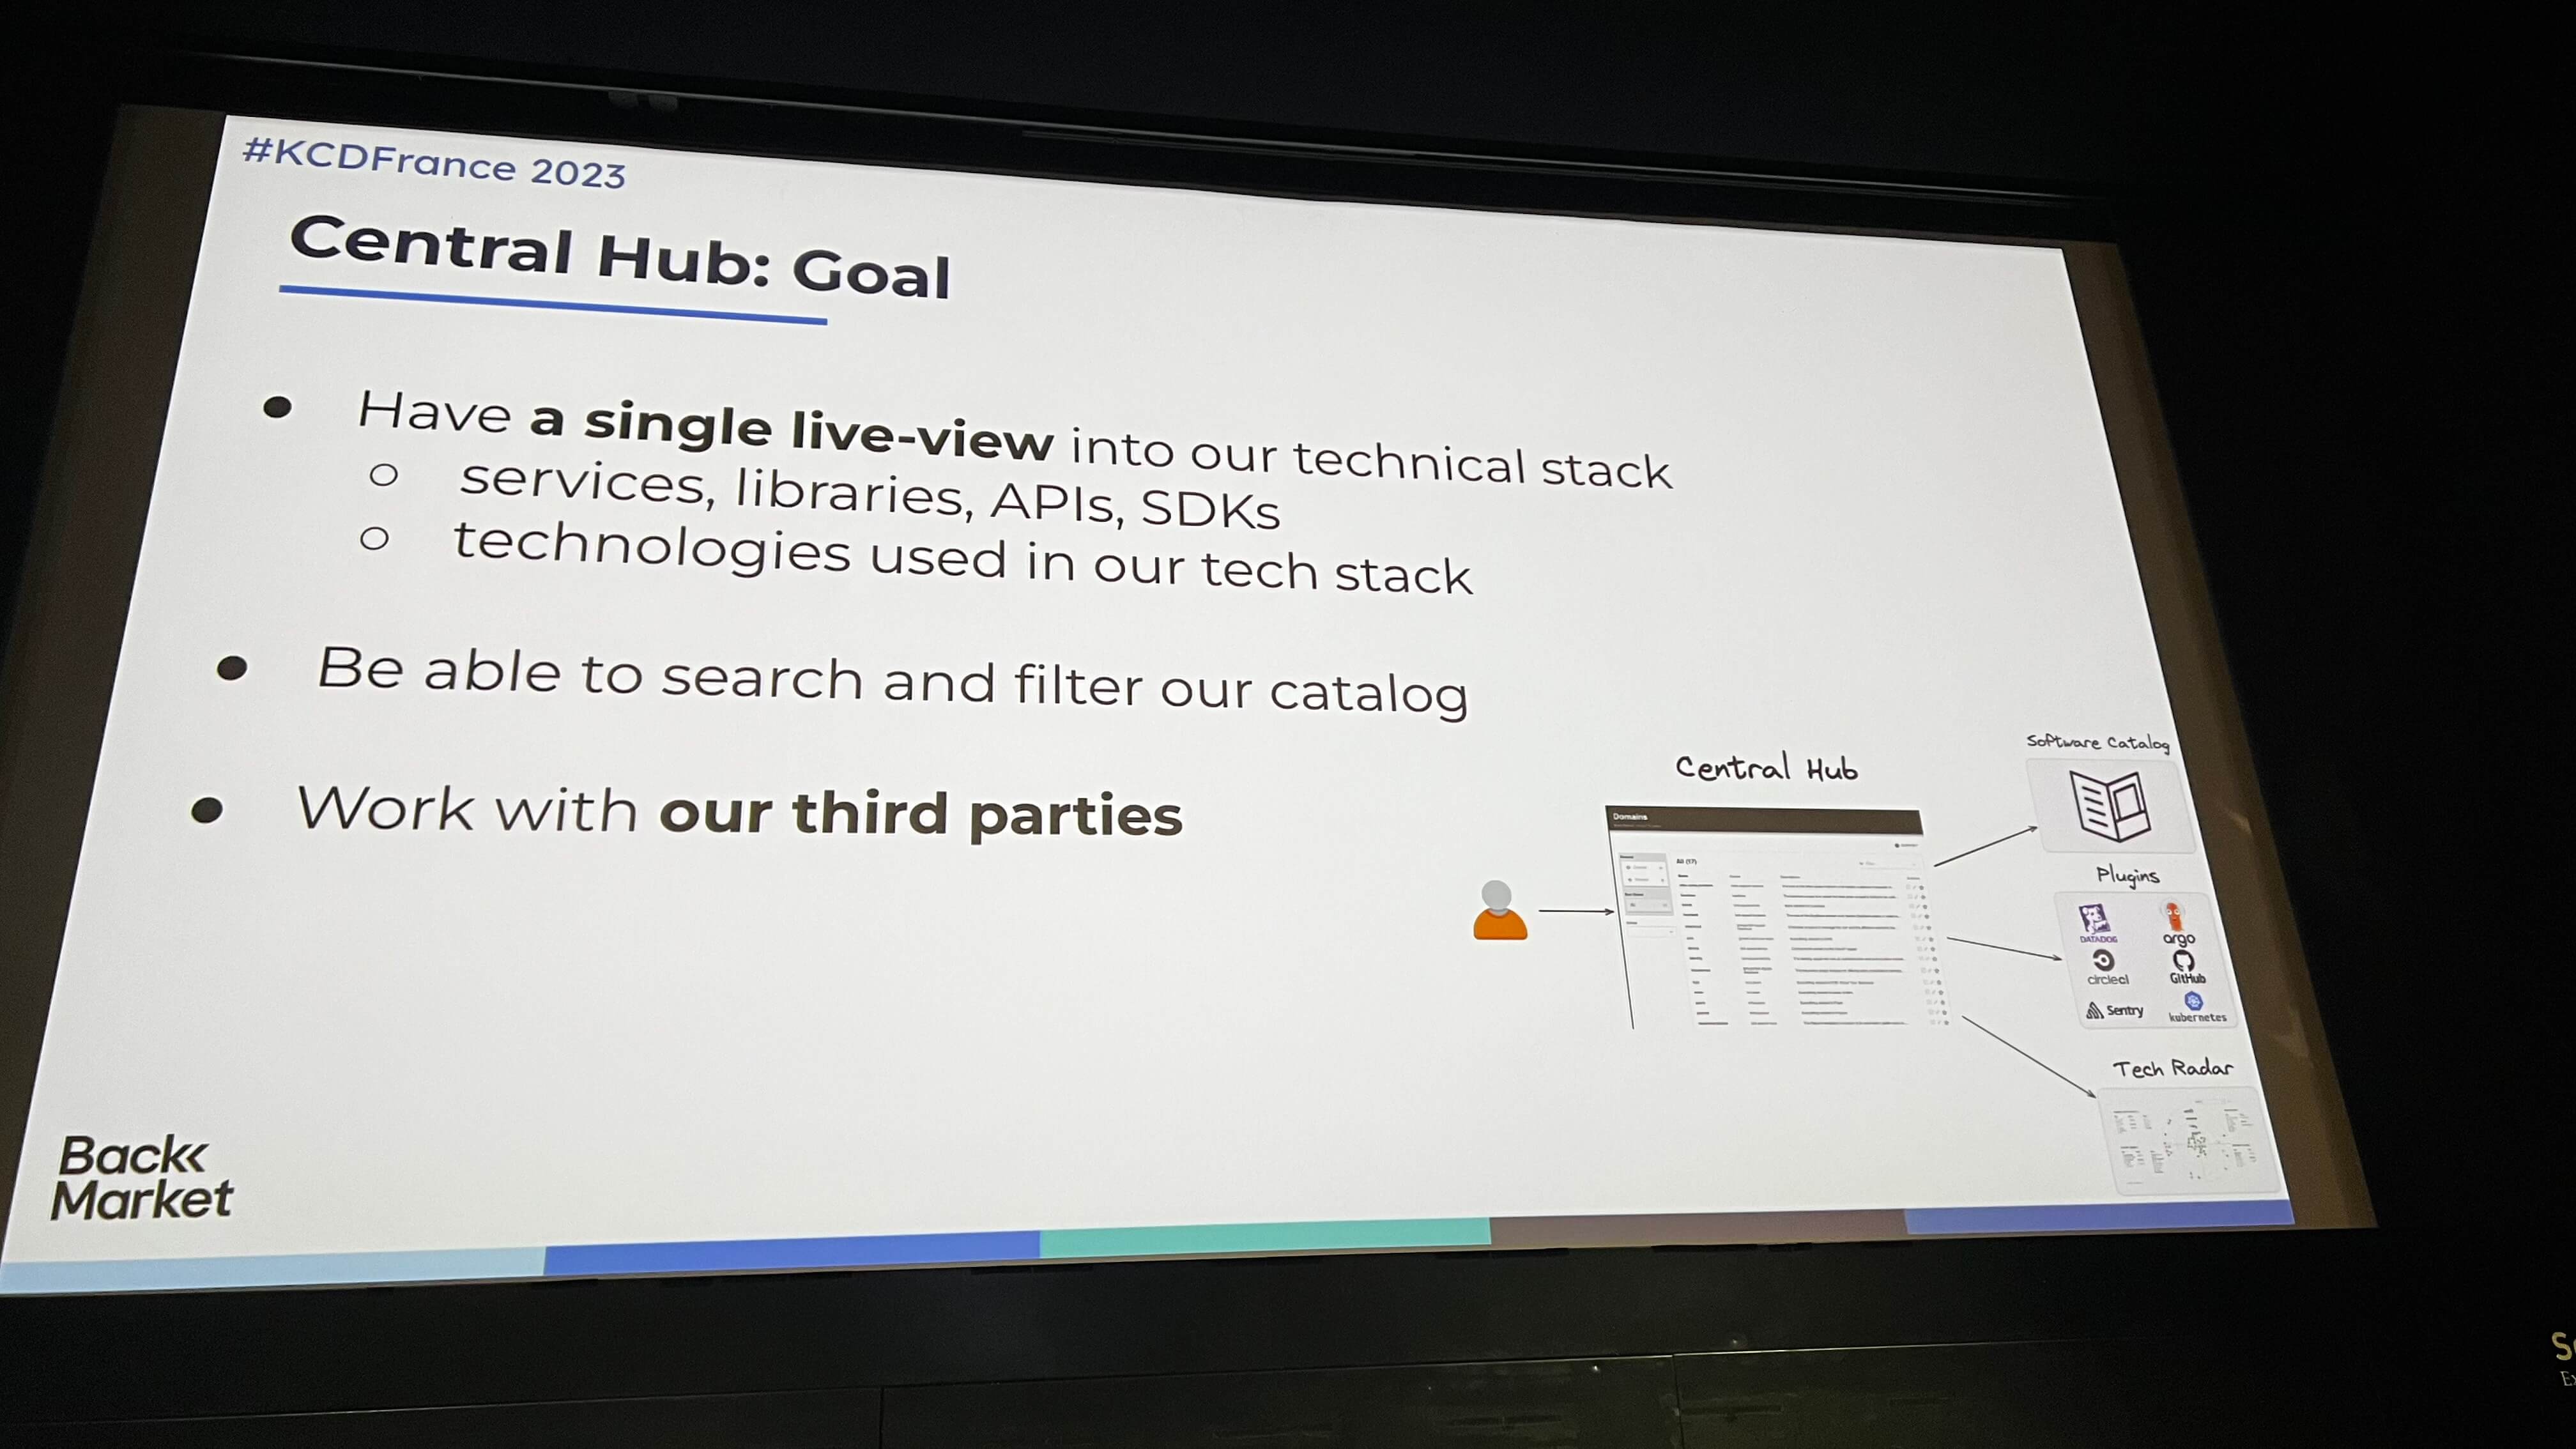 #KCDFrance 2023
Central Hub: Goal
● Have a single live-view into our technical stack
○ services, libraries, APIs, SDKs
○ technologies used in our tech stack
● Be able to search and filter our catalog
● Work with our third parties
Central Hub
Domains
All (17)
Software Catalog
Plugins
DATADOG
argo
circleci
GitHub
Sentry
kubernetes
Tech Radar
Back
Market